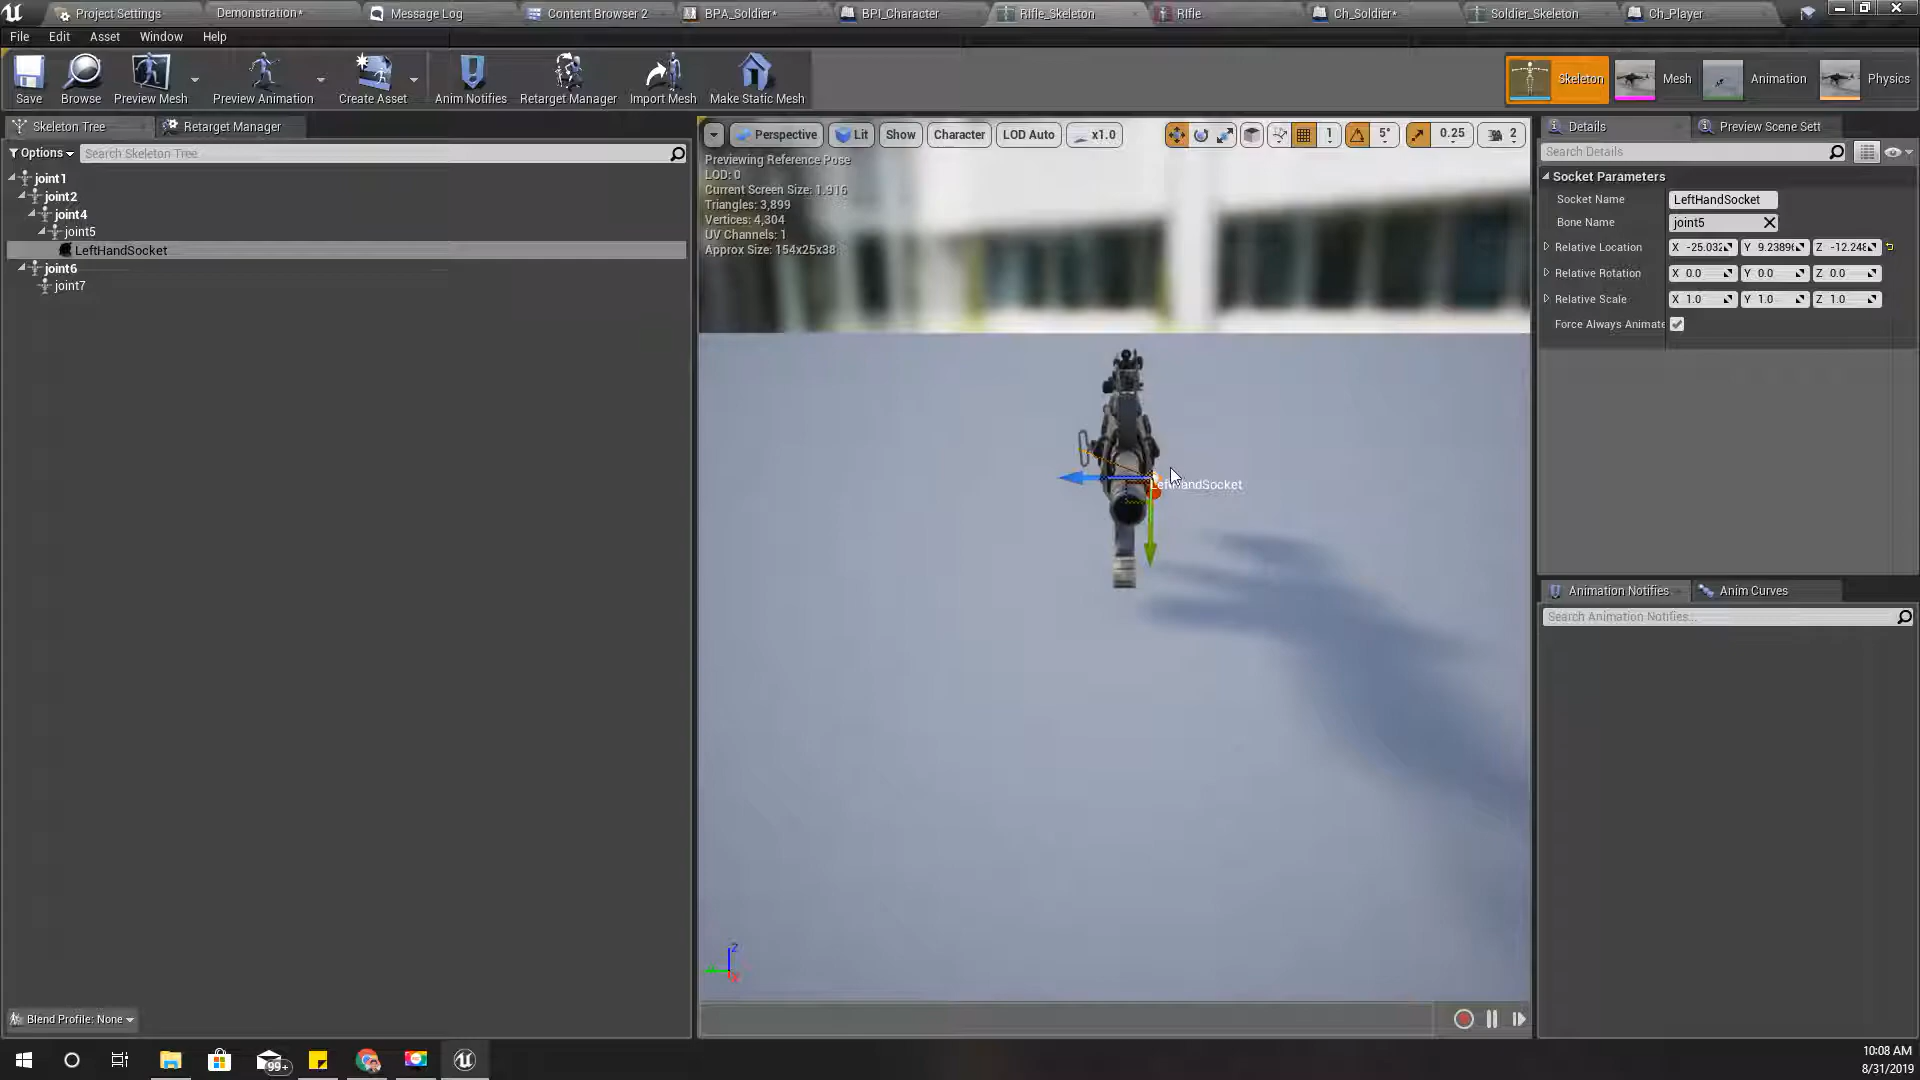 Project Settings
Demonstration*
Message Log
Content Browser 2
BPA_Soldier*
BPI_Character
RIfle_Skeleton
RIfle
Ch_Soldier*
Soldier_Skeleton
Ch_Player
File Edit Asset Window Help
Save
Browse
Preview Mesh
Preview Animation
Create Asset
Anim Notifies
Retarget Manager
Import Mesh
Make Static Mesh
Skeleton
Mesh
Animation
Physics
Skeleton Tree
Retarget Manager
Options
Search Skeleton Tree
joint1
joint2
joint4
joint5
LeftHandSocket
joint6
joint7
Blend Profile: None
Perspective
Lit
Show
Character
LOD Auto
x1.0
1
5°
0.25
2
Previewing Reference Pose
LOD: 0
Current Screen Size: 1.916
Triangles: 3,899
Vertices: 4,304
UV Channels: 1
Approx Size: 154x25x38
LeftHandSocket
Z
Details
Preview Scene Sett
Search Details
Socket Parameters
Socket Name LeftHandSocket
Bone Name joint5
Relative Location X -25.032 Y 9.2389 Z -12.248
Relative Rotation X 0.0 Y 0.0 Z 0.0
Relative Scale X 1.0 Y 1.0 Z 1.0
Force Always Animate
Animation Notifies
Anim Curves
Search Animation Notifies...
99+
10:08 AM
8/31/2019